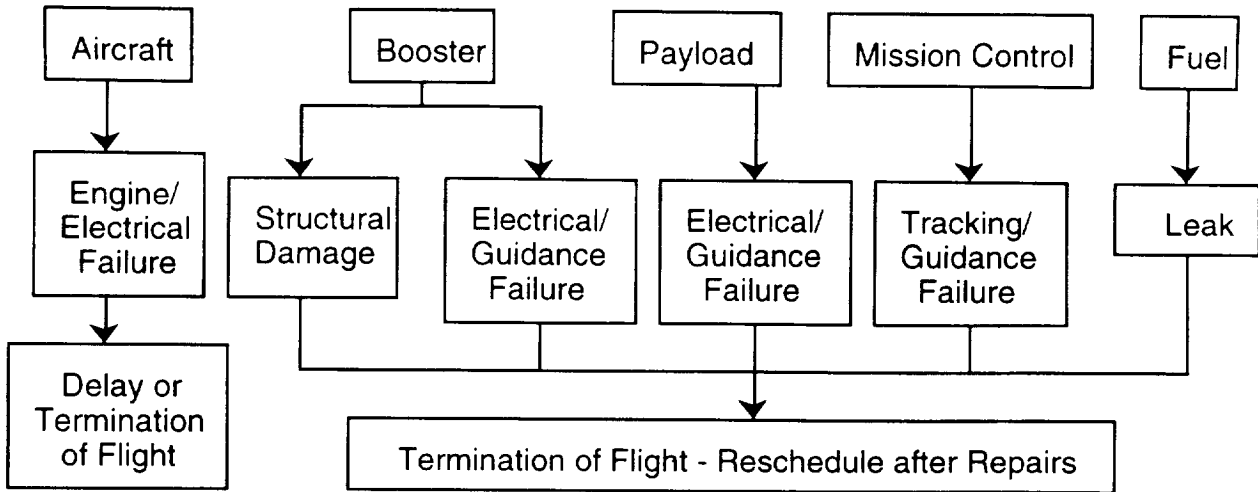 Aircraft
Booster
Payload
Mission Control
Fuel
Engine/
Electrical
Failure
Structural
Damage
Electrical/
Guidance
Failure
Electrical/
Guidance
Failure
Tracking/
Guidance
Failure
Leak
Delay or
Termination
of Flight
Termination of Flight - Reschedule after Repairs